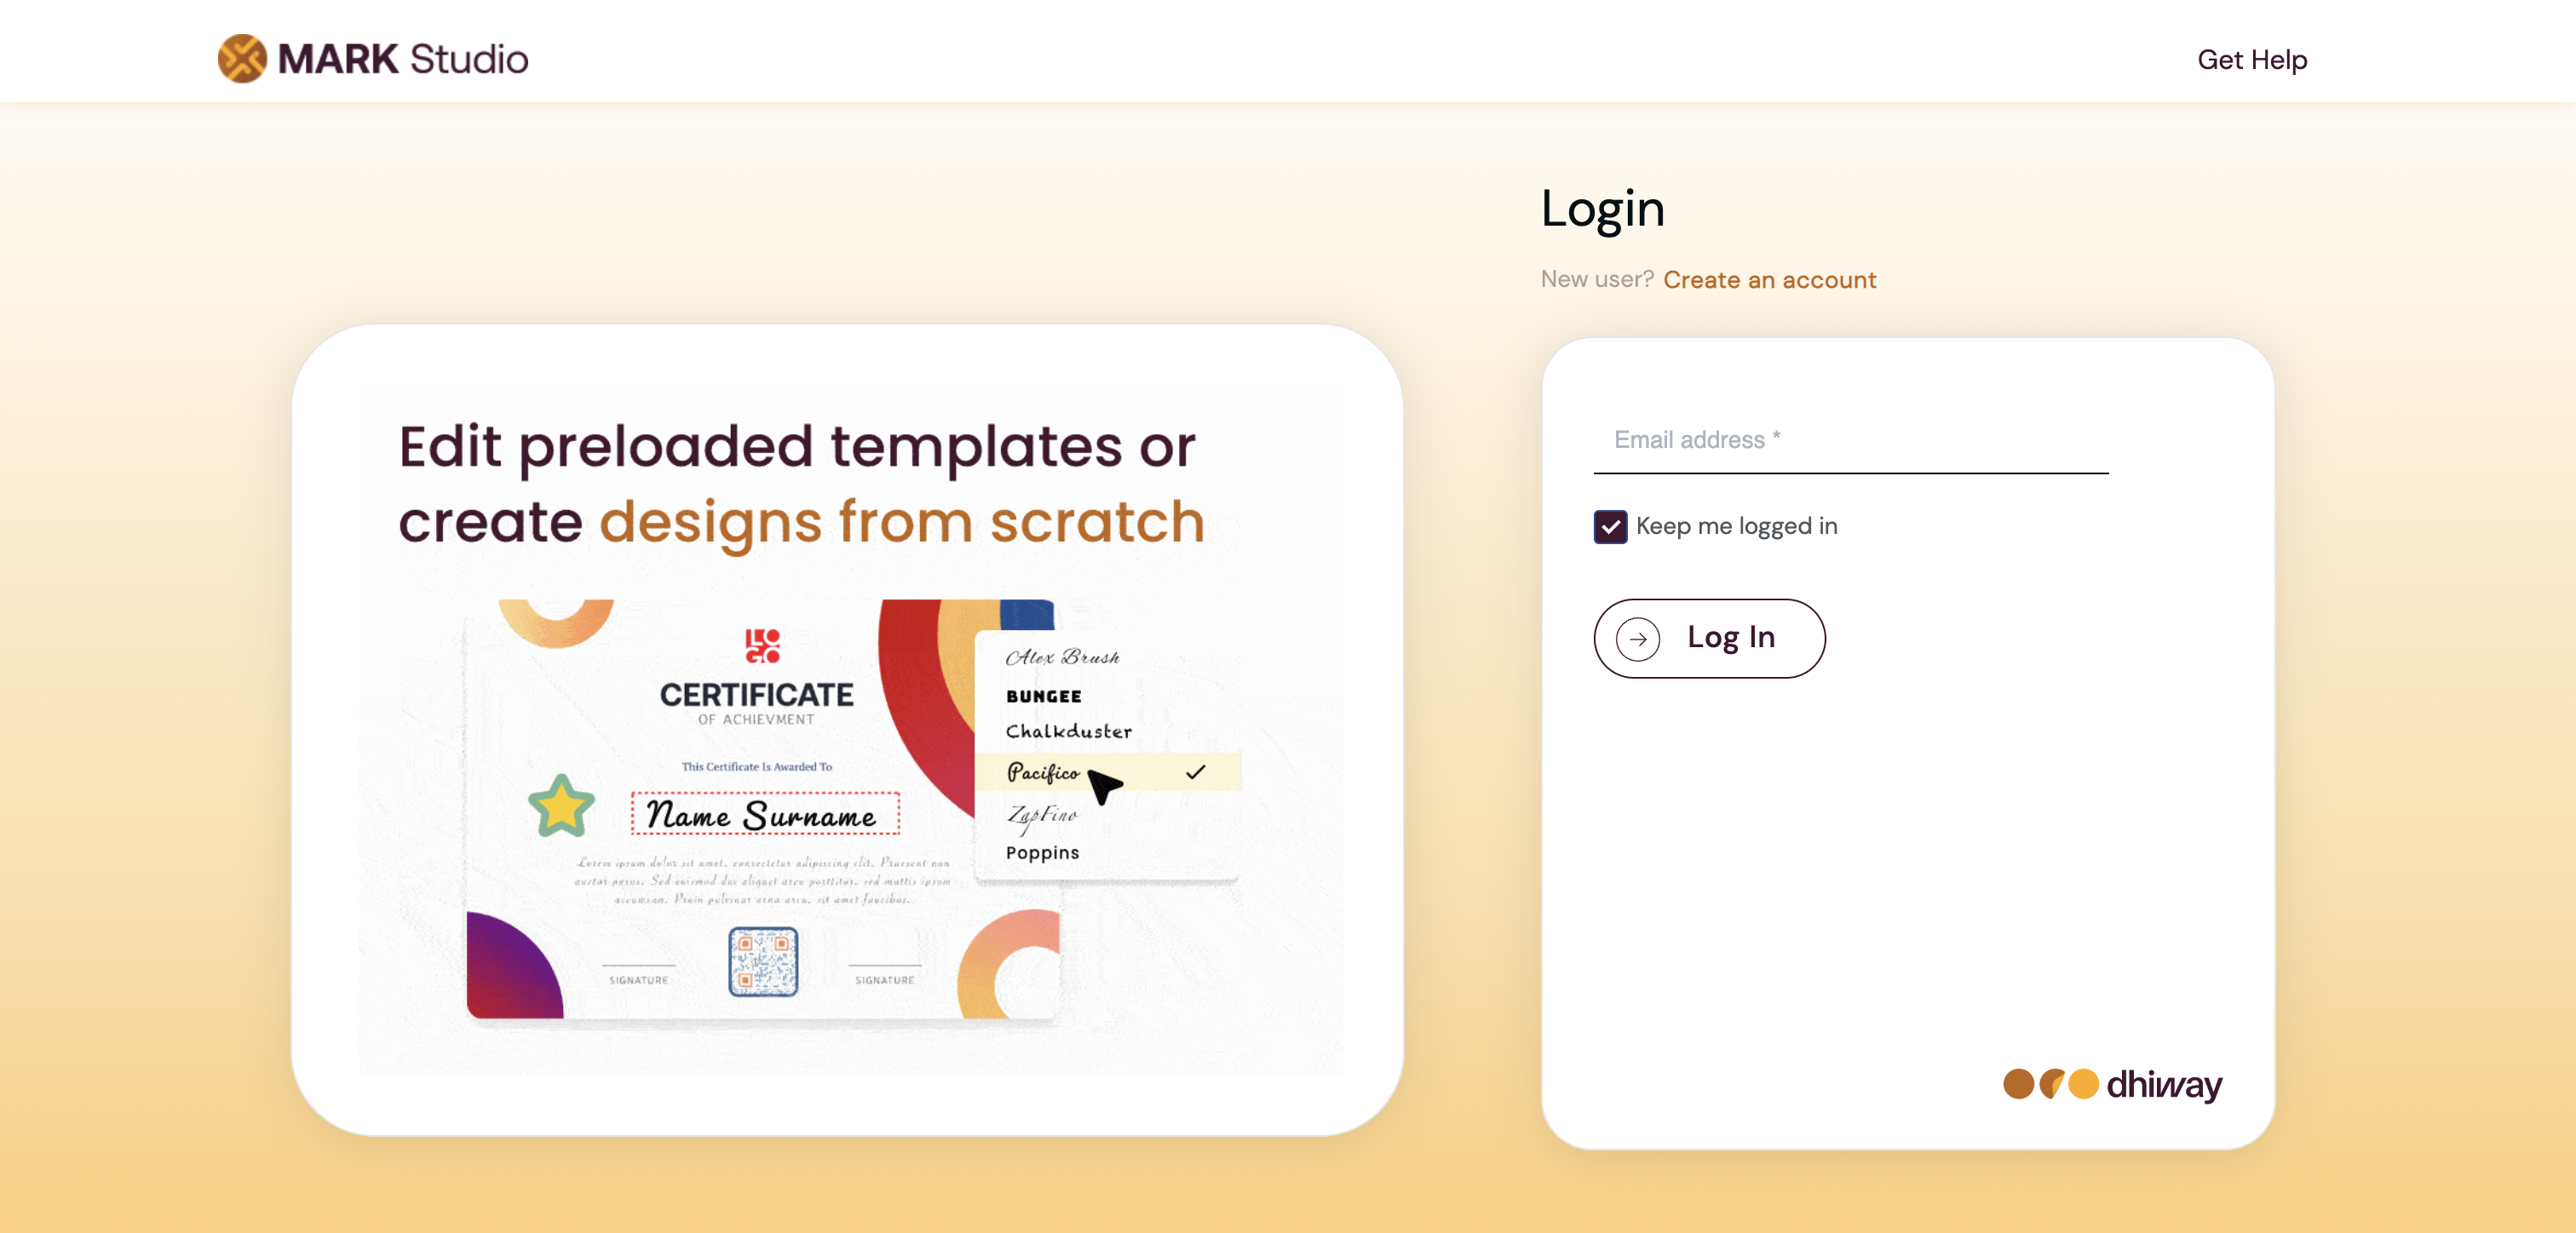 MARK Studio
Get Help
Login
New user? Create an account
Edit preloaded templates or
create designs from scratch
LOGO
CERTIFICATE
OF ACHIEVMENT
This Certificate Is Awarded To
Name Surname
Lorem ipsum dolor sit amet, consectetur adipiscing elit. Praesent non
auctor purus. Sed euismod dui aliquet arcu porttitor, sed mattis ipsum
accumsan. Proin pulvinar urna arcu, sit amet faucibus.
SIGNATURE
SIGNATURE
Alex Brush
BUNGEE
Chalkduster
Pacifico
ZapFino
Poppins
Email address *
Keep me logged in
Log In
dhiway